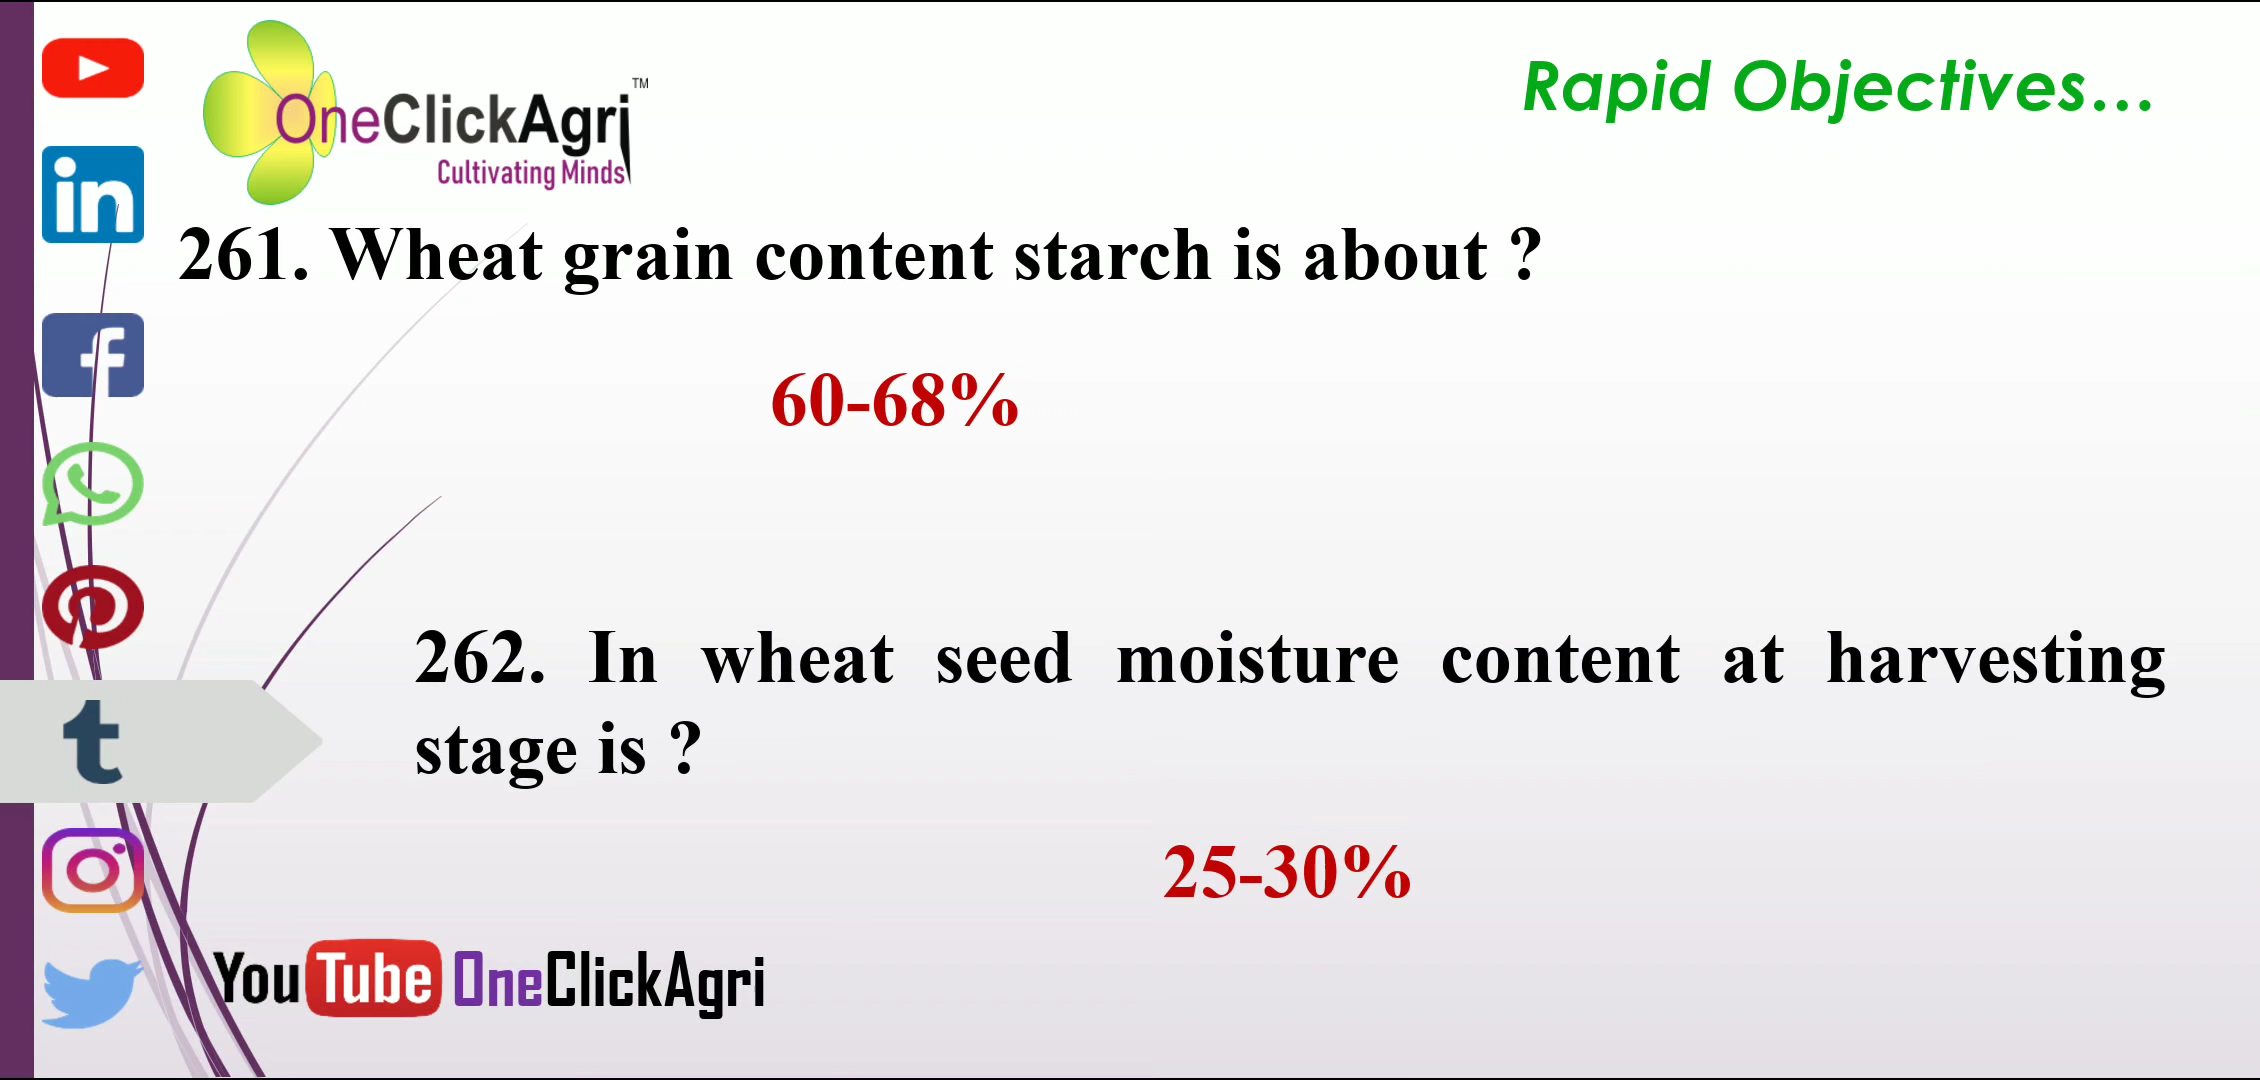 OneClickAgri™
Cultivating Minds
Rapid Objectives...
261. Wheat grain content starch is about ?
60-68%
262. In wheat seed moisture content at harvesting
stage is ?
25-30%
YouTube OneClickAgri